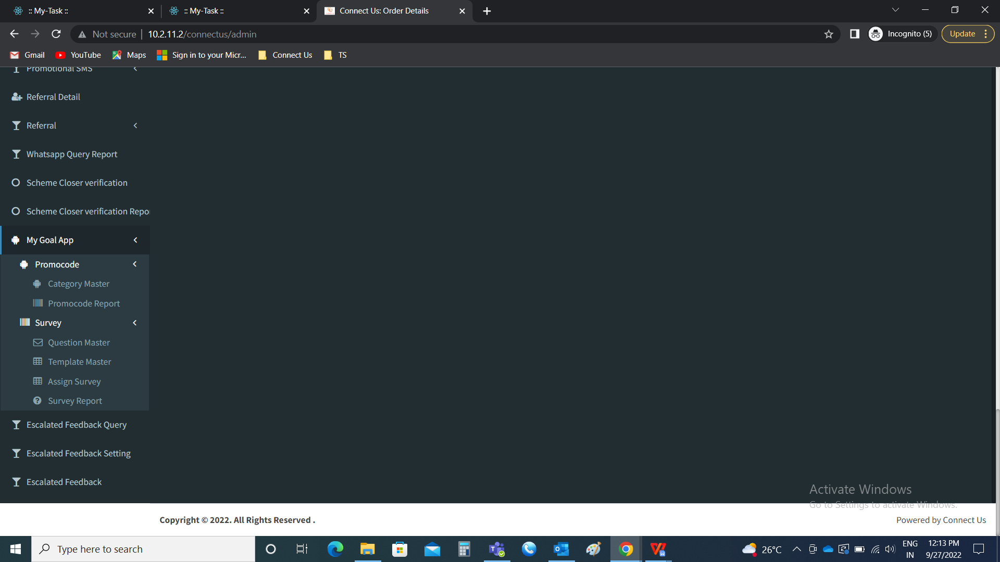 :: My-Task ::
:: My-Task ::
Connect Us: Order Details
Not secure | 10.2.11.2/connectus/admin
Incognito (5)
Update
Gmail
YouTube
Maps
Sign in to your Micr...
Connect Us
TS
Promotional SMS
Referral Detail
Referral
Whatsapp Query Report
Scheme Closer verification
Scheme Closer verification Repo
My Goal App
Promocode
Category Master
Promocode Report
Survey
Question Master
Template Master
Assign Survey
Survey Report
Escalated Feedback Query
Escalated Feedback Setting
Escalated Feedback
Activate Windows
Go to Settings to activate Windows.
Copyright © 2022. All Rights Reserved .
Powered by Connect Us
Type here to search
26°C
ENG
IN
12:13 PM
9/27/2022